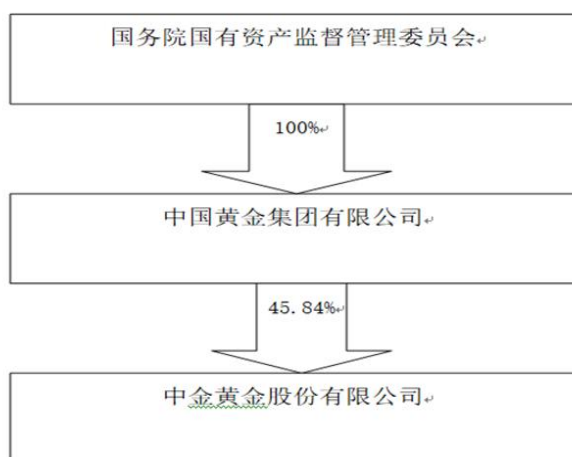 国务院国有资产监督管理委员会
100%
中国黄金集团有限公司
45.84%
中金黄金股份有限公司